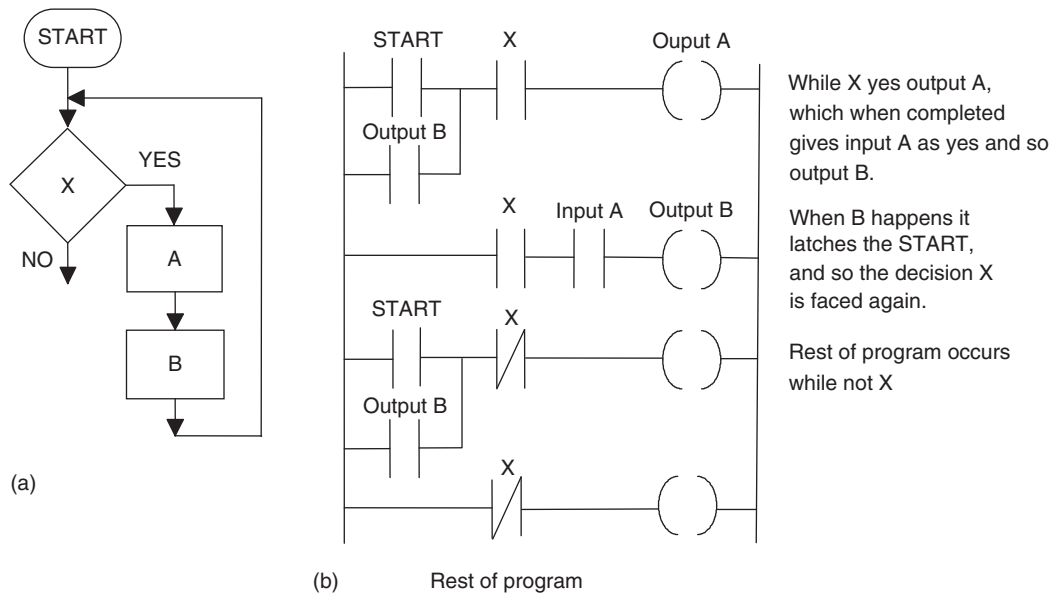 START
X
YES
NO
A
B
(a)
START X Ouput A
Output B
X Input A Output B
START
X
Output B
X
While X yes output A,
which when completed
gives input A as yes and so
output B.
When B happens it
latches the START,
and so the decision X
is faced again.
Rest of program occurs
while not X
(b) Rest of program